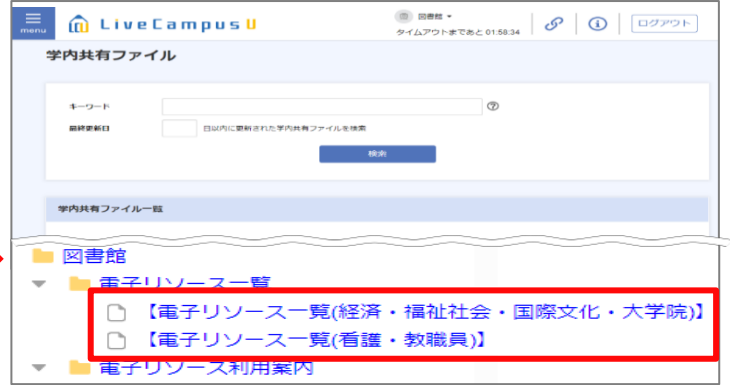 menu
LiveCampusU
図書館
タイムアウトまであと 01:58:34
ログアウト
学内共有ファイル
キーワード
最終更新日
日以内に更新された学内共有ファイルを検索
検索
学内共有ファイル一覧
図書館
電子リソース一覧
【電子リソース一覧(経済・福祉社会・国際文化・大学院)】
【電子リソース一覧(看護・教職員)】
電子リソース利用案内